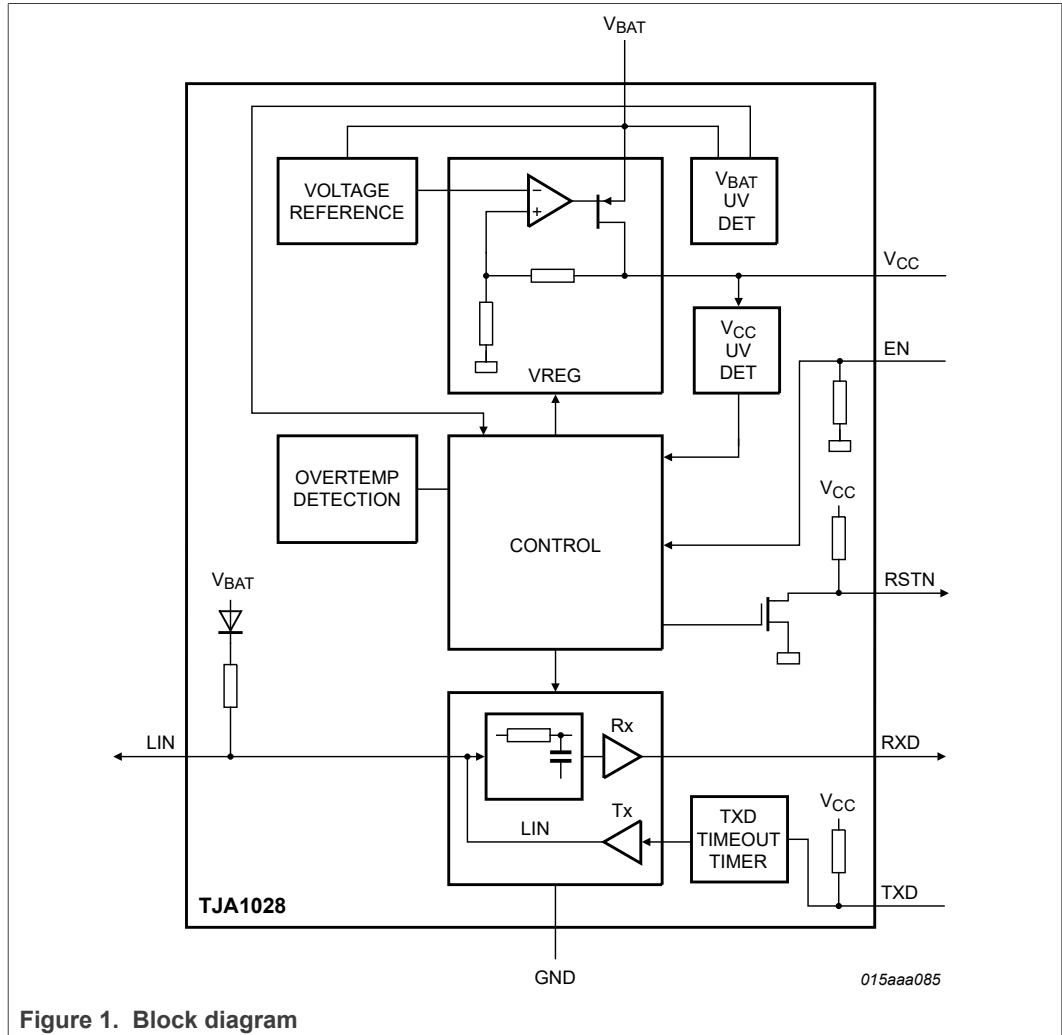 VBAT
VOLTAGE
REFERENCE
−
+
VBAT
UV
DET
VCC
VCC
UV
DET
EN
VREG
OVERTEMP
DETECTION
CONTROL
VCC
RSTN
VBAT
LIN
Rx
RXD
Tx
LIN
TXD
TIMEOUT
TIMER
VCC
TXD
TJA1028
GND
015aaa085
Figure 1. Block diagram